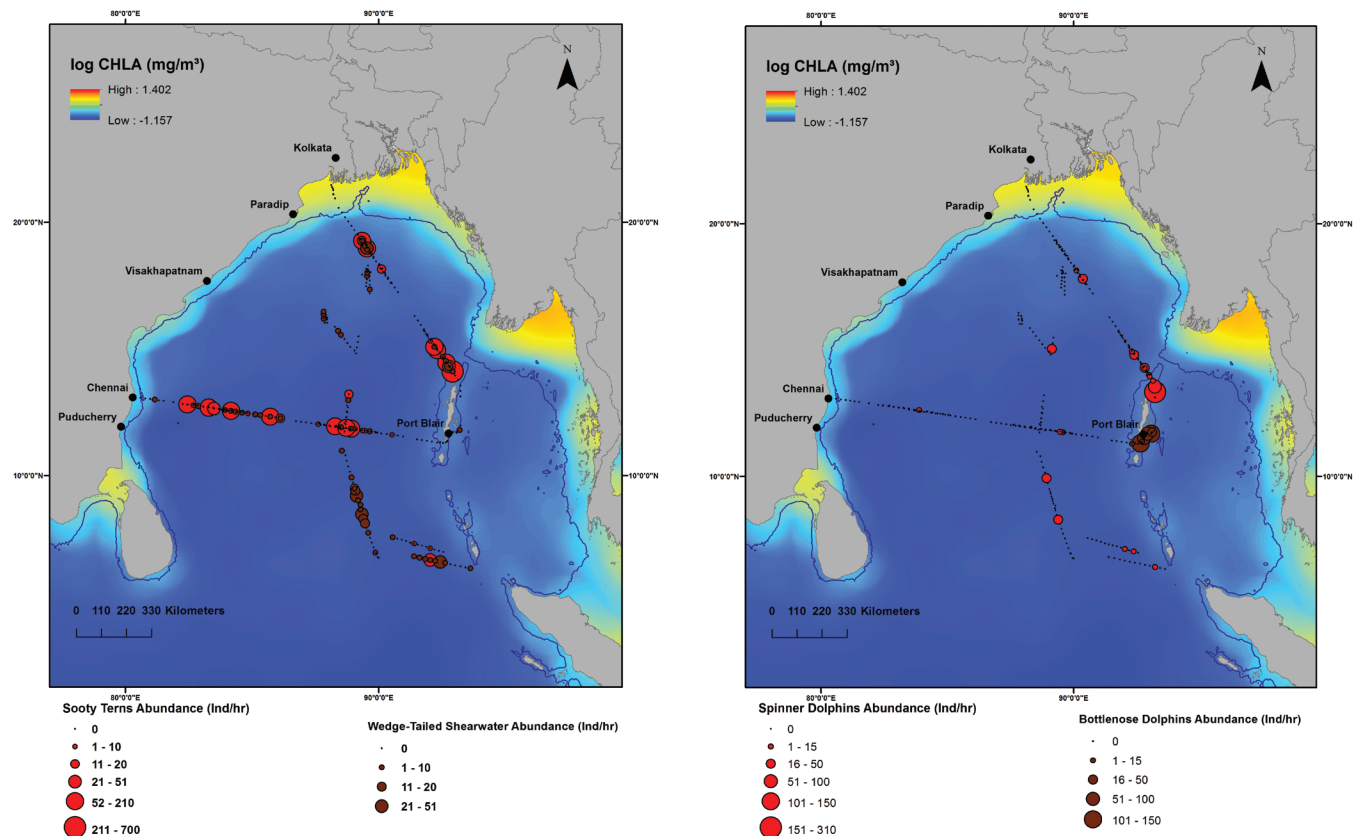 80°0'0"E
90°0'0"E
log CHLA (mg/m³)
High : 1.402
Low : -1.157
N
Kolkata
Paradip
20°0'0"N
20°0'0"N
Visakhapatnam
Chennai
Puducherry
Port Blair
10°0'0"N
10°0'0"N
0 110 220 330 Kilometers
80°0'0"E
90°0'0"E
Sooty Terns Abundance (Ind/hr)
0
1 - 10
11 - 20
21 - 51
52 - 210
211 - 700
Wedge-Tailed Shearwater Abundance (Ind/hr)
0
1 - 10
11 - 20
21 - 51
80°0'0"E
90°0'0"E
log CHLA (mg/m³)
High : 1.402
Low : -1.157
N
Kolkata
Paradip
20°0'0"N
Visakhapatnam
Chennai
Puducherry
Port Blair
10°0'0"N
0 110 220 330 Kilometers
80°0'0"E
90°0'0"E
Spinner Dolphins Abundance (Ind/hr)
0
1 - 15
16 - 50
51 - 100
101 - 150
151 - 310
Bottlenose Dolphins Abundance (Ind/hr)
0
1 - 15
16 - 50
51 - 100
101 - 150